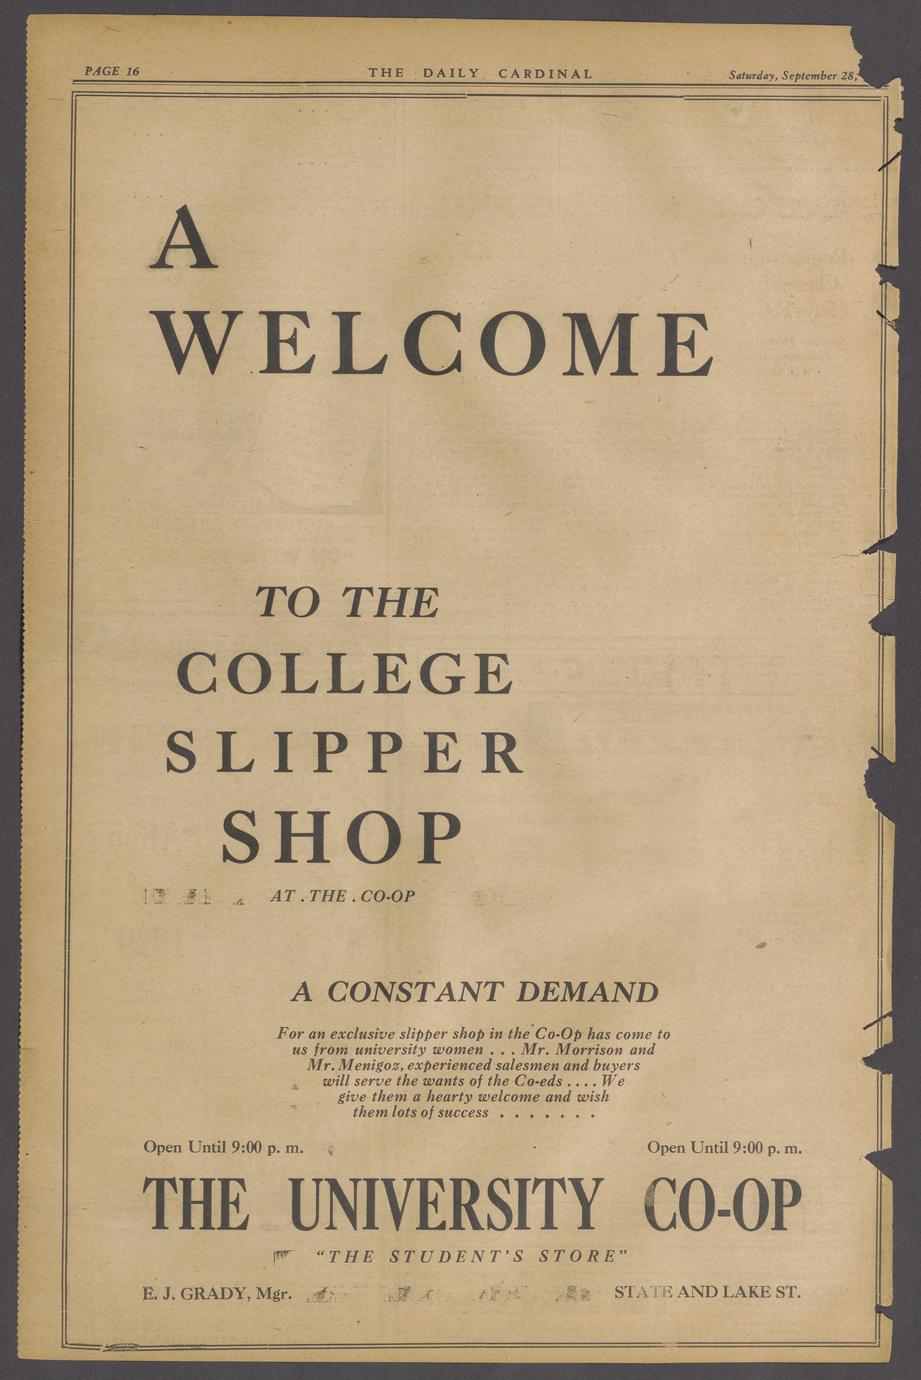 PAGE 16
THE DAILY CARDINAL
Saturday, September 28,
A
WELCOME
TO THE
COLLEGE
SLIPPER
SHOP
AT . THE . CO-OP
A CONSTANT DEMAND
For an exclusive slipper shop in the Co-Op has come to
us from university women . . . Mr. Morrison and
Mr. Menigoz, experienced salesmen and buyers
will serve the wants of the Co-eds . . . . We
give them a hearty welcome and wish
them lots of success . . . . . . .
Open Until 9:00 p. m.
Open Until 9:00 p. m.
THE UNIVERSITY CO-OP
"THE STUDENT'S STORE"
E. J. GRADY, Mgr.
STATE AND LAKE ST.